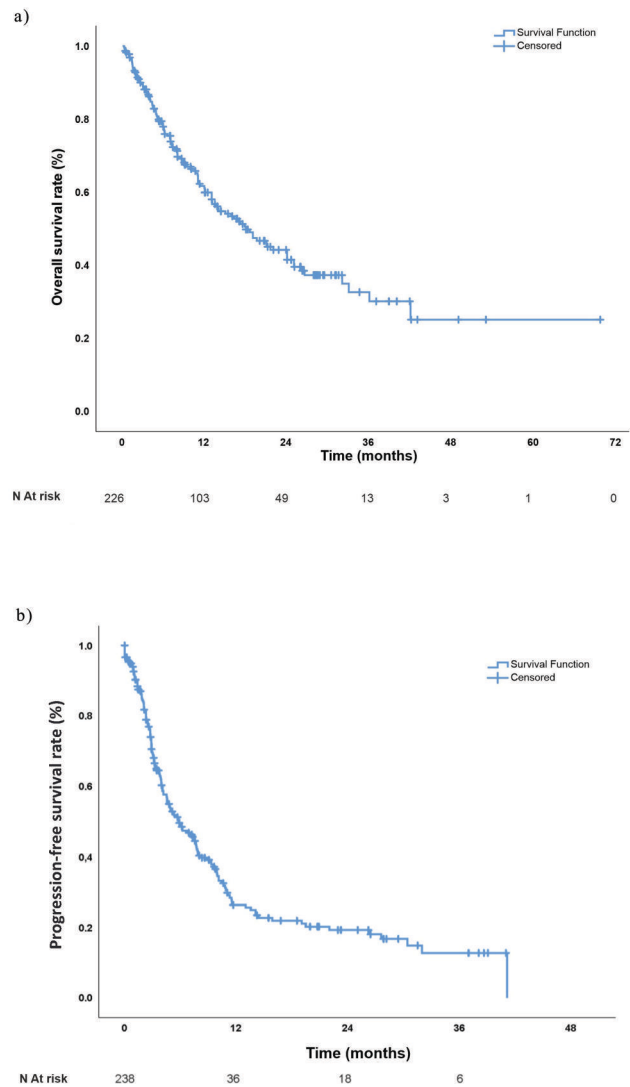 a)
Survival Function
Censored
1.0
0.8
0.6
0.4
0.2
0.0
Overall survival rate (%)
0 12 24 36 48 60 72
Time (months)
N At risk 226 103 49 13 3 1 0
b)
Survival Function
Censored
1.0
0.8
0.6
0.4
0.2
0.0
Progression-free survival rate (%)
0 12 24 36 48
Time (months)
N At risk 238 36 18 6